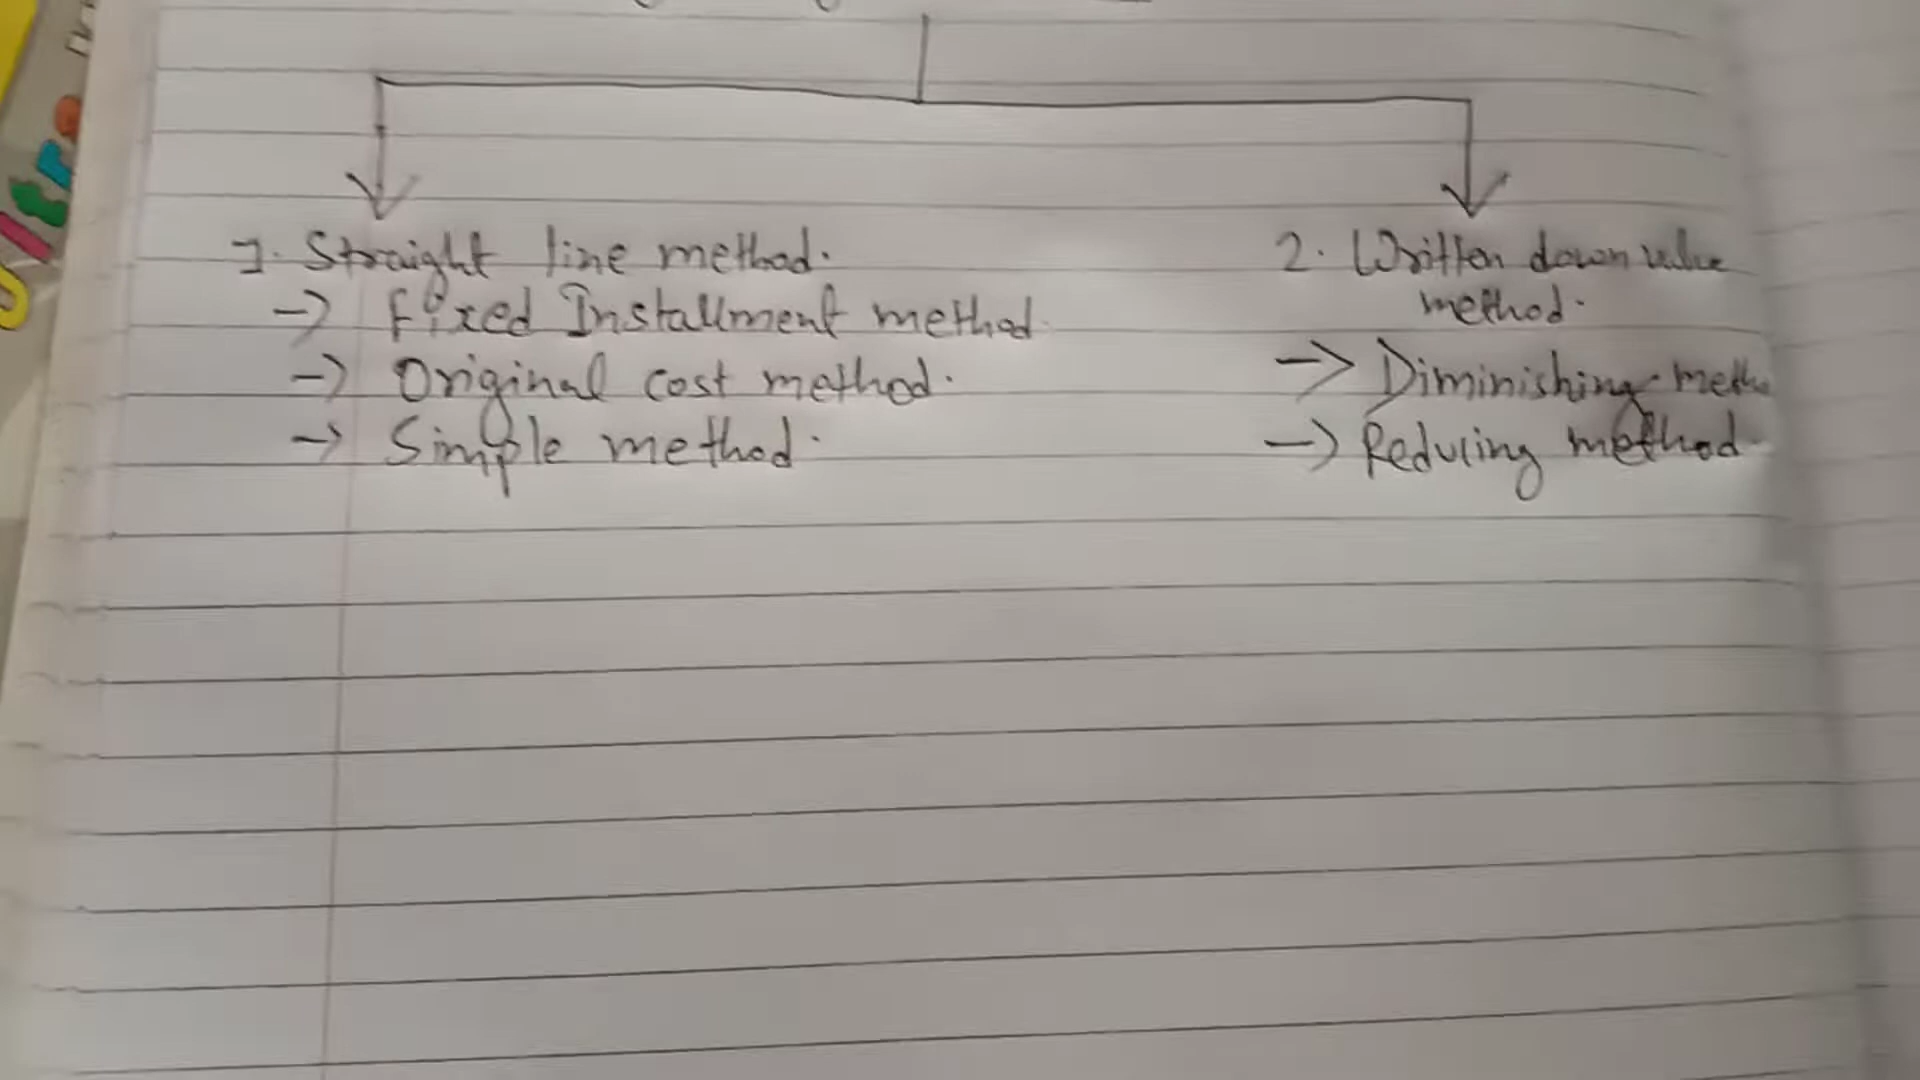 1. Straight line method.
→ Fixed Installment method.
→ Original cost method.
→ Simple method.
2. Written down value
method.
→ Diminishing metho
→ Reducing method